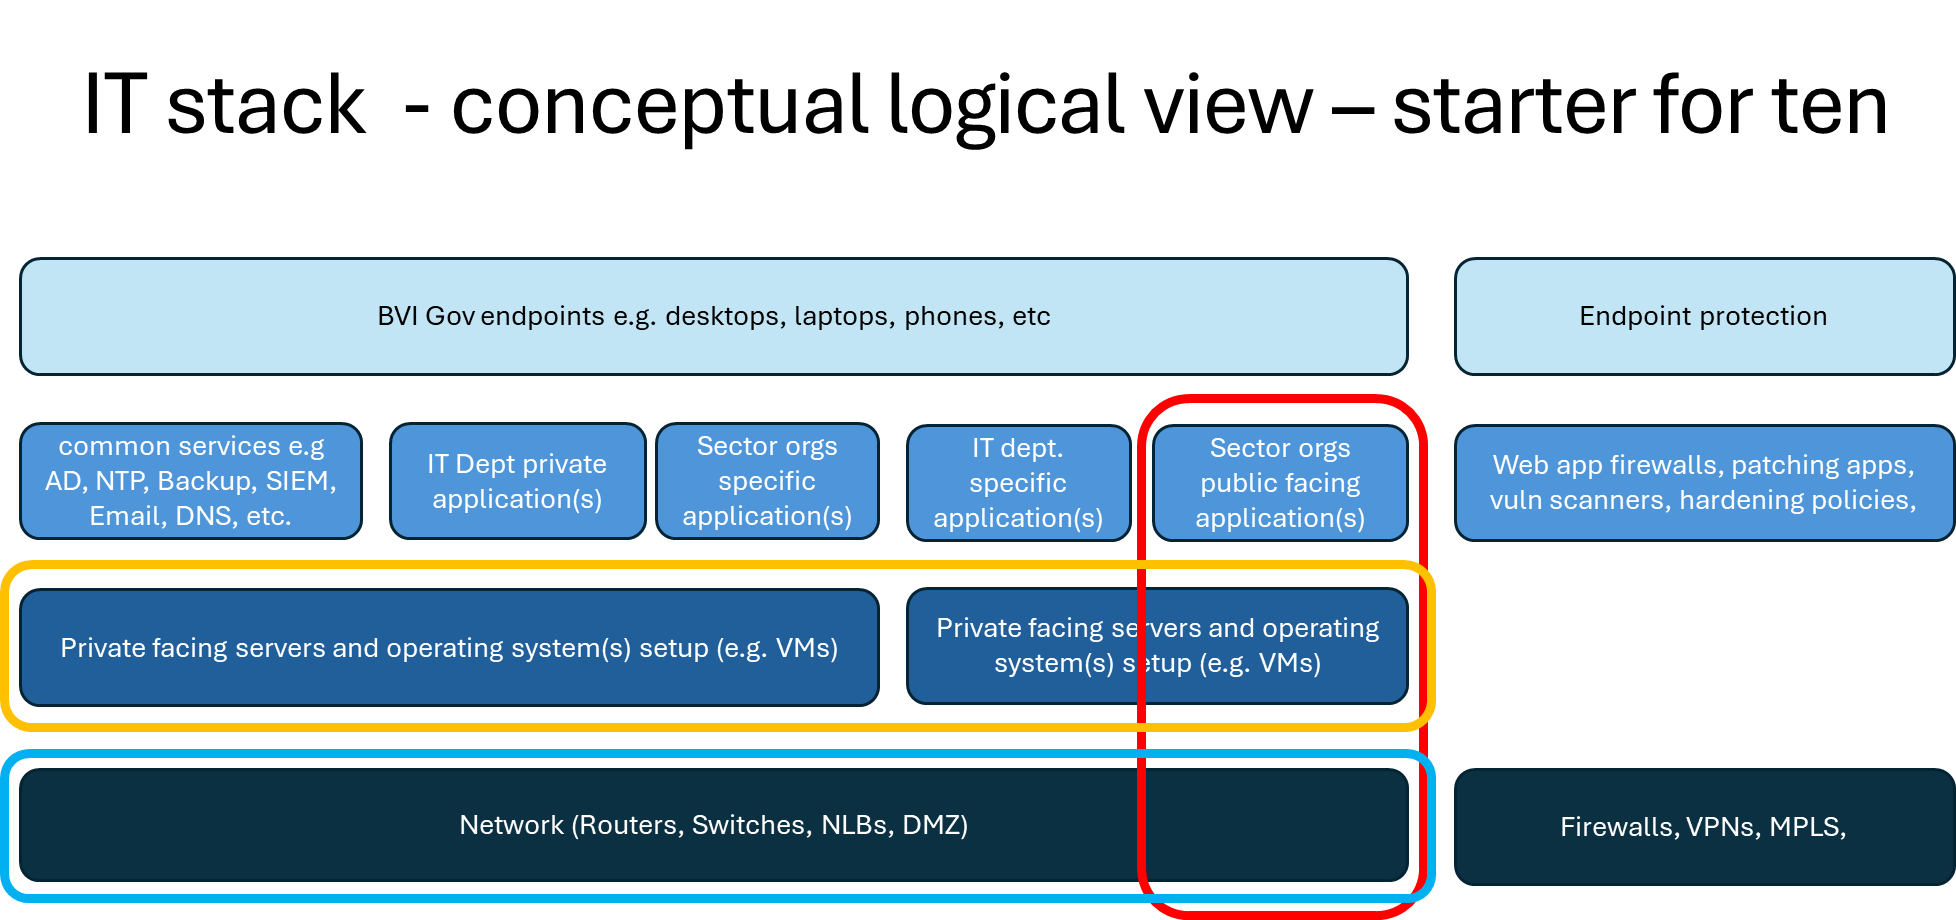 IT stack  - conceptual logical view – starter for ten
BVI Gov endpoints e.g. desktops, laptops, phones, etc
Endpoint protection
common services e.g
AD, NTP, Backup, SIEM,
Email, DNS, etc.
IT Dept private
application(s)
Sector orgs
specific
application(s)
IT dept.
specific
application(s)
Sector orgs
public facing
application(s)
Web app firewalls, patching apps,
vuln scanners, hardening policies,
Private facing servers and operating system(s) setup (e.g. VMs)
Private facing servers and operating
system(s) setup (e.g. VMs)
Network (Routers, Switches, NLBs, DMZ)
Firewalls, VPNs, MPLS,